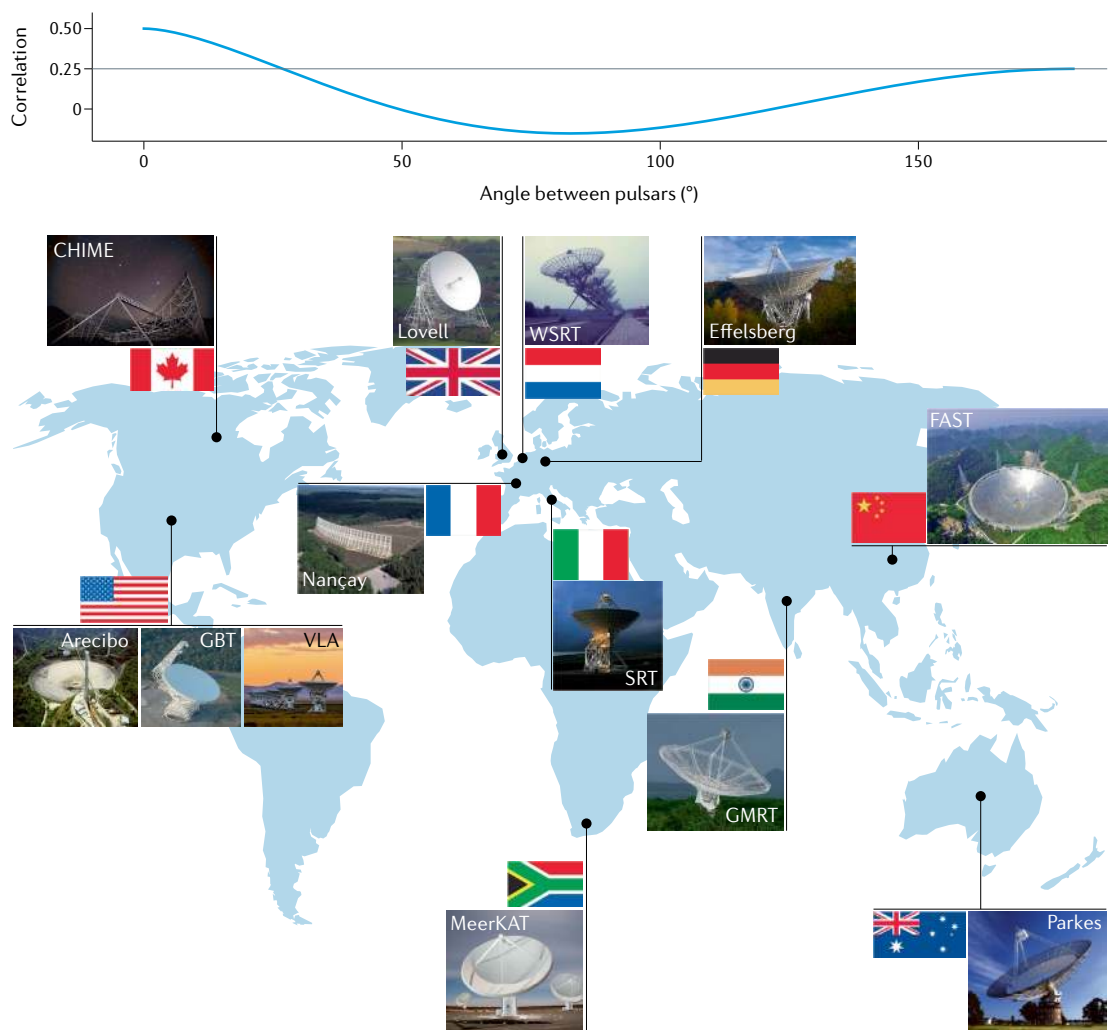 Correlation
0.50
0.25
0
0
50
100
150
Angle between pulsars (°)
CHIME
Lovell
WSRT
Effelsberg
FAST
Nançay
Arecibo
GBT
VLA
SRT
GMRT
MeerKAT
Parkes